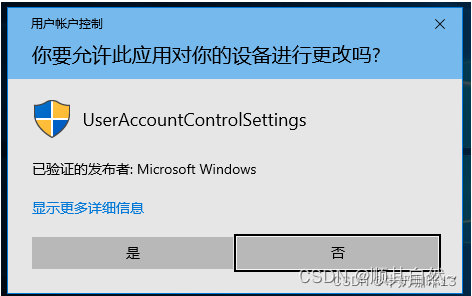 用户帐户控制
你要允许此应用对你的设备进行更改吗?
UserAccountControlSettings
已验证的发布者: Microsoft Windows
显示更多详细信息
是
否
CSDN @顺其自然~